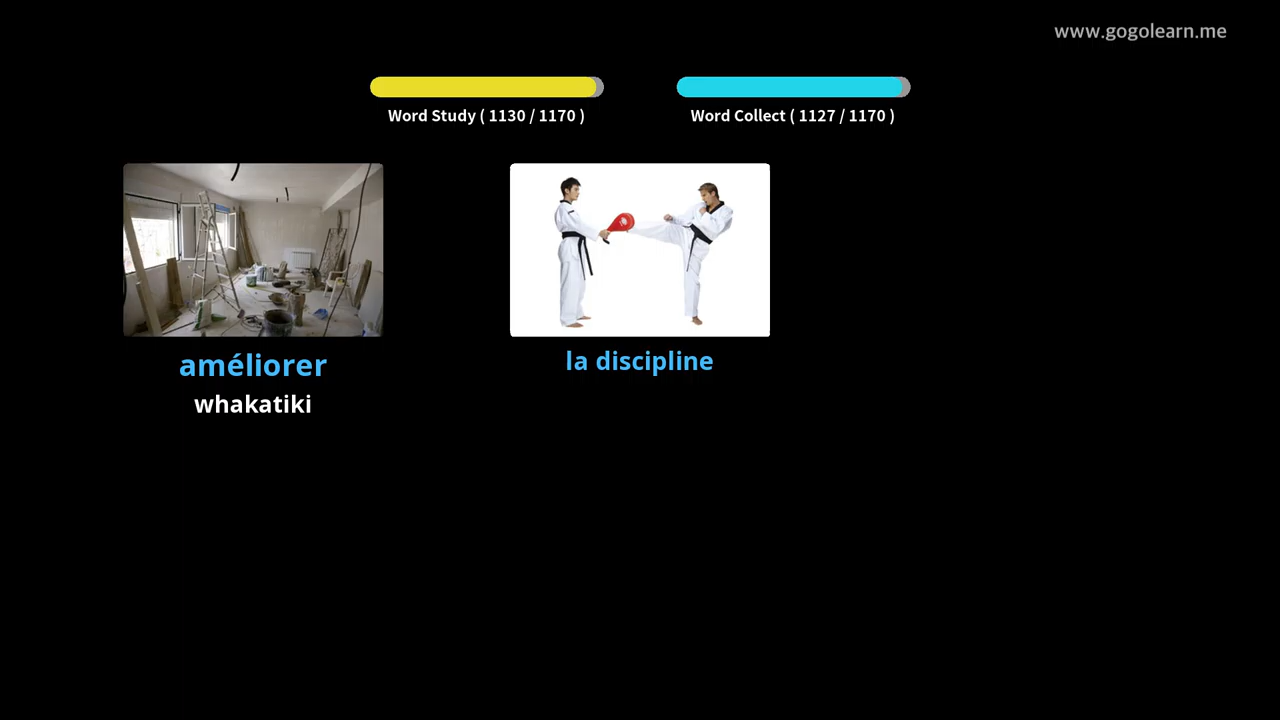 www.gogolearn.me
Word Study ( 1130 / 1170 )
Word Collect ( 1127 / 1170 )
améliorer
whakatiki
la discipline